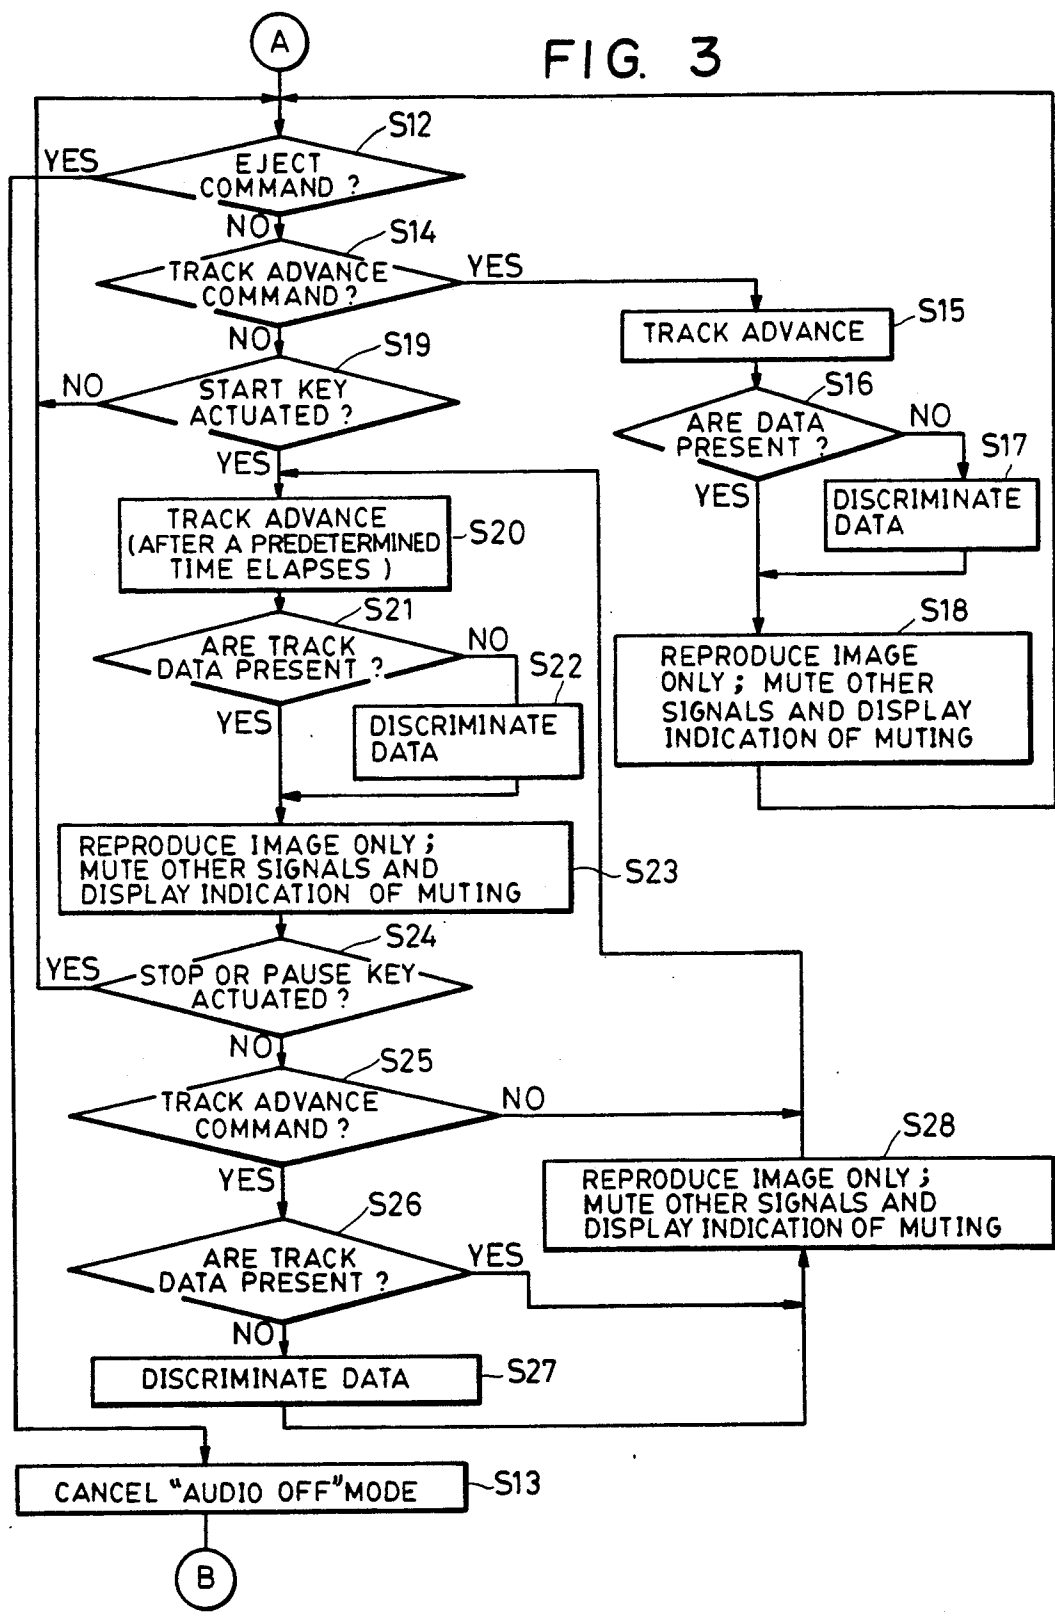 A
FIG. 3
S12
YES
EJECT
COMMAND ?
NO
S14
TRACK ADVANCE
COMMAND ?
YES
S15
TRACK ADVANCE
NO
S19
START KEY
ACTUATED ?
NO
YES
S16
ARE DATA
PRESENT ?
NO
S17
YES
DISCRIMINATE
DATA
TRACK ADVANCE
(AFTER A PREDETERMINED
TIME ELAPSES )
S20
S21
ARE TRACK
DATA PRESENT ?
NO
S22
YES
DISCRIMINATE
DATA
S18
REPRODUCE IMAGE
ONLY ; MUTE OTHER
SIGNALS AND DISPLAY
INDICATION OF MUTING
REPRODUCE IMAGE ONLY ;
MUTE OTHER SIGNALS AND
DISPLAY INDICATION OF MUTING
S23
S24
YES
STOP OR PAUSE KEY
ACTUATED ?
NO
S25
TRACK ADVANCE
COMMAND ?
NO
YES
S28
REPRODUCE IMAGE ONLY ;
MUTE OTHER SIGNALS AND
DISPLAY INDICATION OF MUTING
S26
ARE TRACK
DATA PRESENT ?
YES
NO
DISCRIMINATE DATA
S27
CANCEL "AUDIO OFF" MODE
S13
B